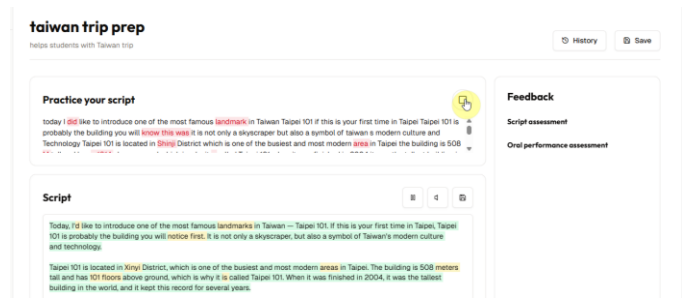 taiwan trip prep
helps students with Taiwan trip
History
Save
Practice your script
today I did like to introduce one of the most famous landmark in Taiwan Taipei 101 if this is your first time in Taipei Taipei 101 is
probably the building you will know this was it is not only a skyscraper but also a symbol of taiwan s modern culture and
Technology Taipei 101 is located in Shinji District which is one of the busiest and most modern area in Taipei the building is 508
Feedback
Script assessment
Oral performance assessment
Script
Today, I'd like to introduce one of the most famous landmarks in Taiwan — Taipei 101. If this is your first time in Taipei, Taipei
101 is probably the building you will notice first. It is not only a skyscraper, but also a symbol of Taiwan's modern culture
and technology.
Taipei 101 is located in Xinyi District, which is one of the busiest and most modern areas in Taipei. The building is 508 meters
tall and has 101 floors above ground, which is why it is called Taipei 101. When it was finished in 2004, it was the tallest
building in the world, and it kept this record for several years.